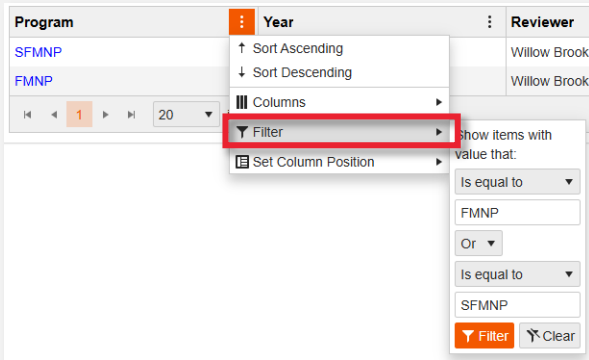 Program Year Reviewer
SFMNP Willow Brook
FMNP Willow Brook
1 20
Sort Ascending
Sort Descending
Columns
Filter
Set Column Position
Show items with
value that:
Is equal to
FMNP
Or
Is equal to
SFMNP
Filter Clear